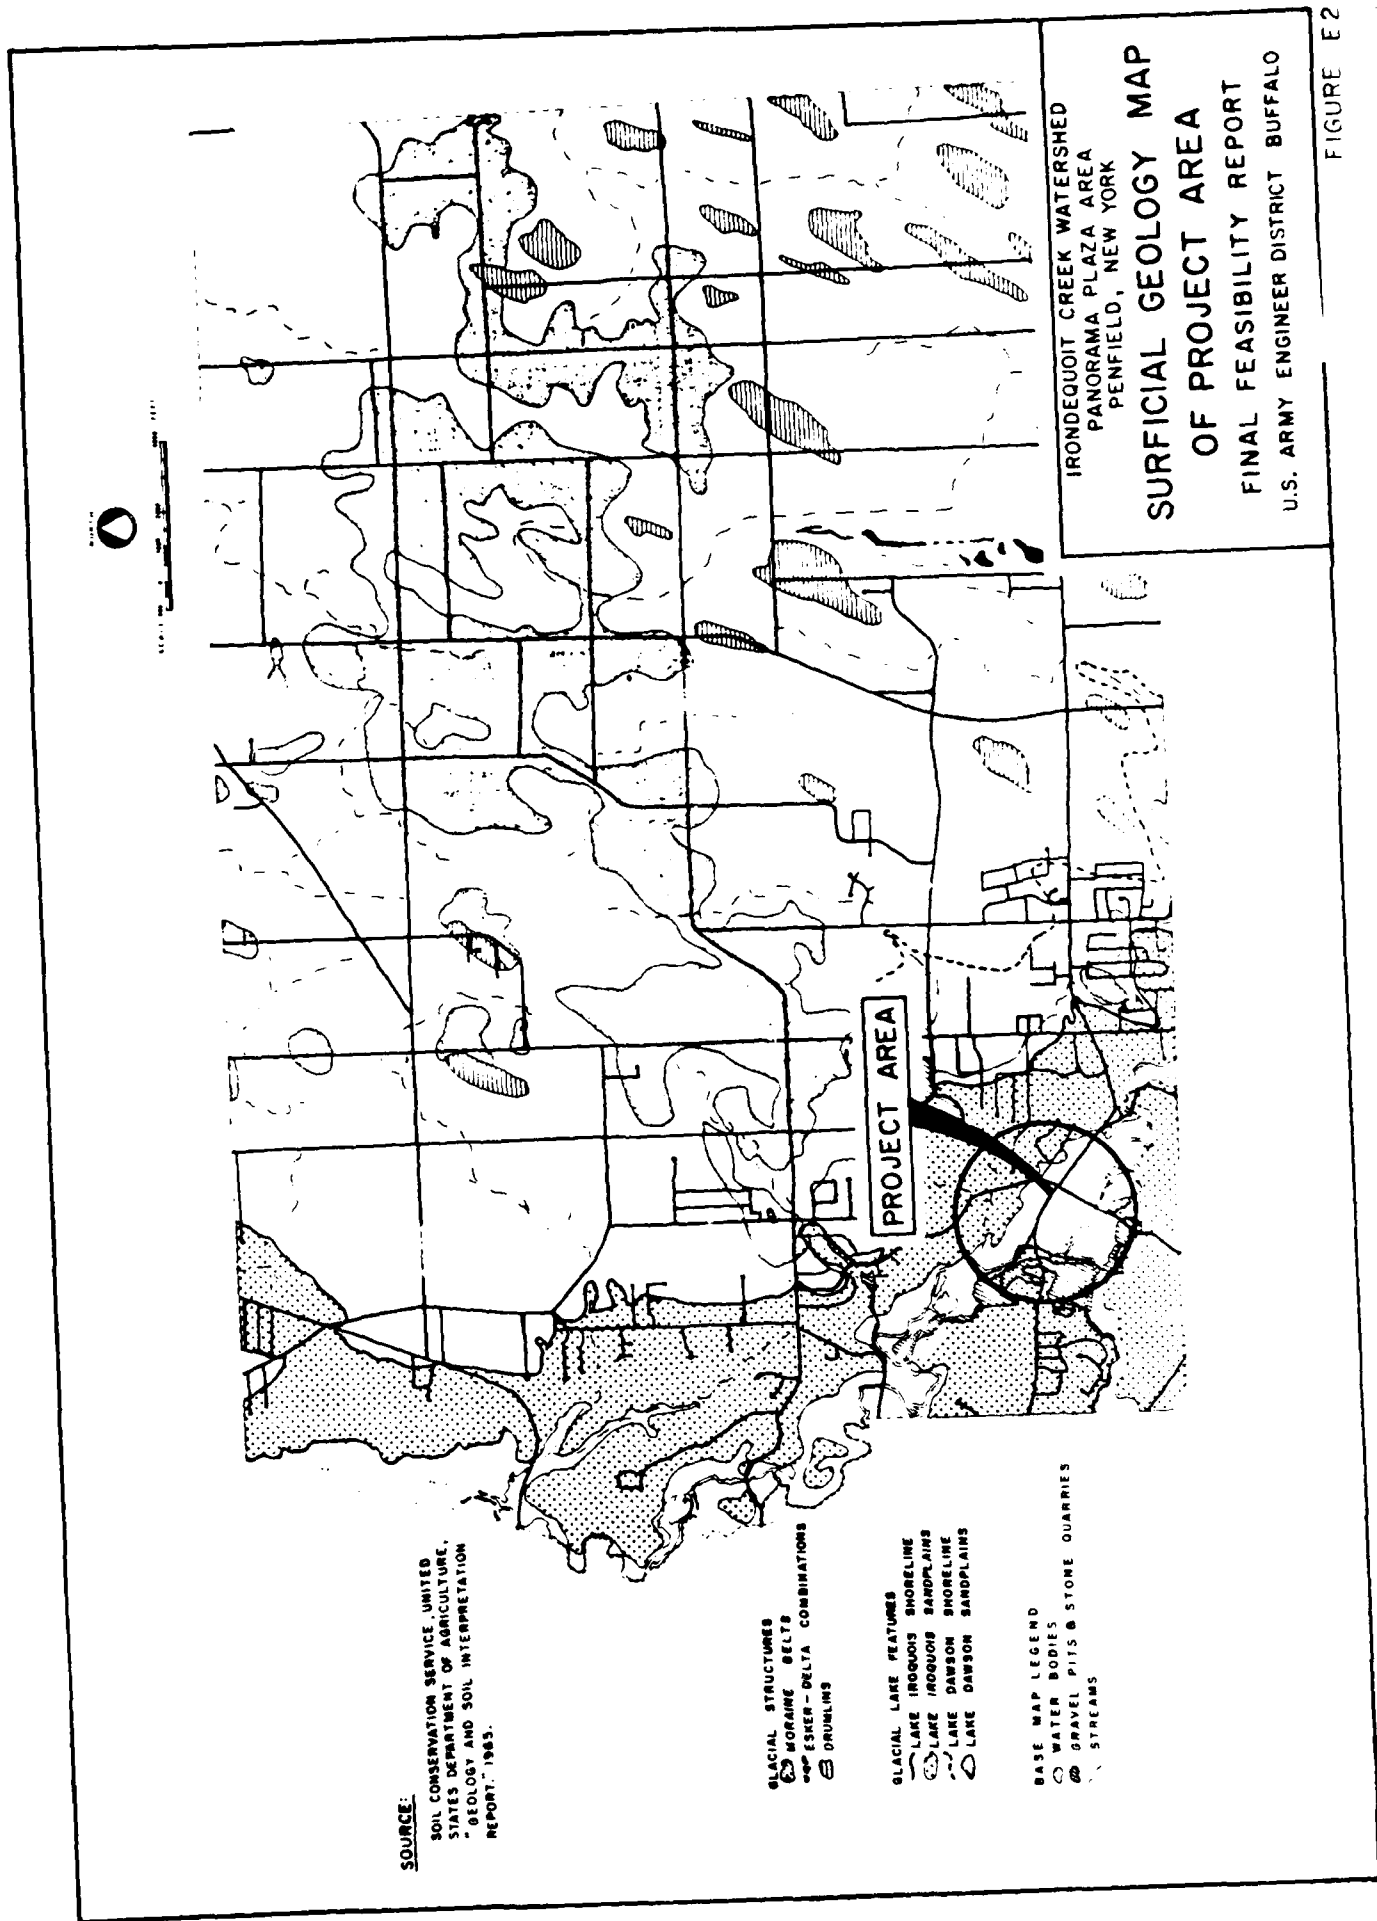 NORTH
IRONDEQUOIT CREEK WATERSHED
PANORAMA PLAZA AREA
PENFIELD, NEW YORK
SURFICIAL GEOLOGY MAP
OF PROJECT AREA
FINAL FEASIBILITY REPORT
U.S. ARMY ENGINEER DISTRICT BUFFALO
FIGURE E2
PROJECT AREA
SOURCE:
SOIL CONSERVATION SERVICE, UNITED
STATES DEPARTMENT OF AGRICULTURE,
" GEOLOGY AND SOIL INTERPRETATION
REPORT." 1965.
GLACIAL STRUCTURES
MORAINE BELTS
ESKER-DELTA COMBINATIONS
DRUMLINS
GLACIAL LAKE FEATURES
LAKE IROQUOIS SHORELINE
LAKE IROQUOIS SANDPLAINS
LAKE DAWSON SHORELINE
LAKE DAWSON SANDPLAINS
BASE MAP LEGEND
WATER BODIES
GRAVEL PITS & STONE QUARRIES
STREAMS